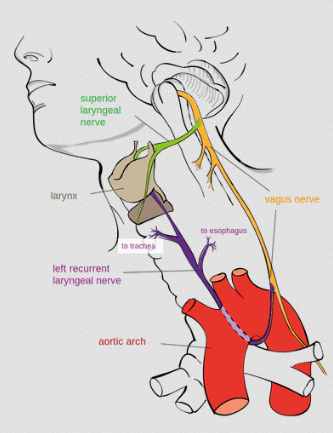 superior
laryngeal
nerve
larynx
vagus nerve
to esophagus
to trachea
left recurrent
laryngeal nerve
aortic arch